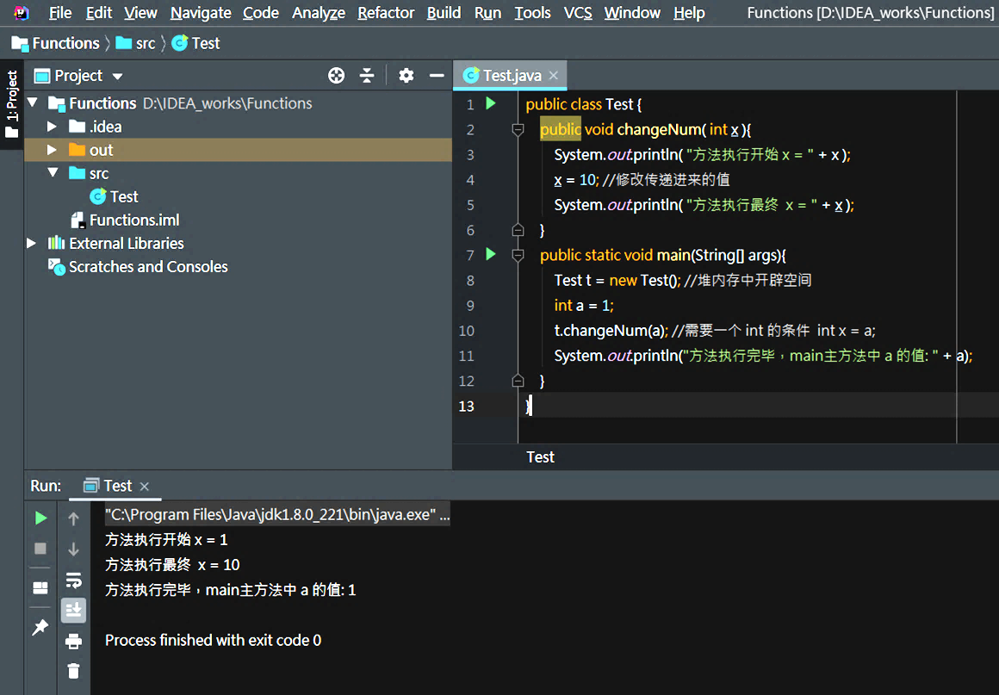 File Edit View Navigate Code Analyze Refactor Build Run Tools VCS Window Help Functions [D:\IDEA_works\Functions]
Functions src Test
1: Project
Project
Functions D:\IDEA_works\Functions
.idea
out
src
Test
Functions.iml
External Libraries
Scratches and Consoles
Test.java
1 public class Test {
2 public void changeNum( int x ){
3 System.out.println( "方法执行开始 x = " + x );
4 x = 10; //修改传递进来的值
5 System.out.println( "方法执行最终 x = " + x );
6 }
7 public static void main(String[] args){
8 Test t = new Test(); //堆内存中开辟空间
9 int a = 1;
10 t.changeNum(a); //需要一个 int 的条件 int x = a;
11 System.out.println("方法执行完毕，main主方法中 a 的值: " + a);
12 }
13 }
Test
Run: Test
"C:\Program Files\Java\jdk1.8.0_221\bin\java.exe" ...
方法执行开始 x = 1
方法执行最终 x = 10
方法执行完毕，main主方法中 a 的值: 1
Process finished with exit code 0